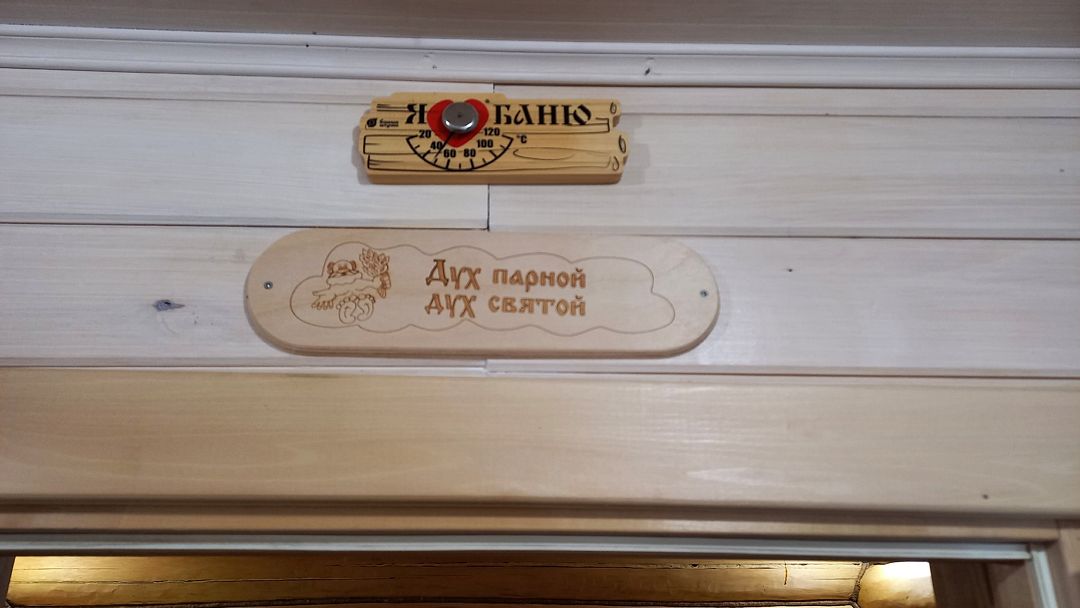 Я БАНЮ
20 40 60 80 100 120 °C
Дух парной
дух святой